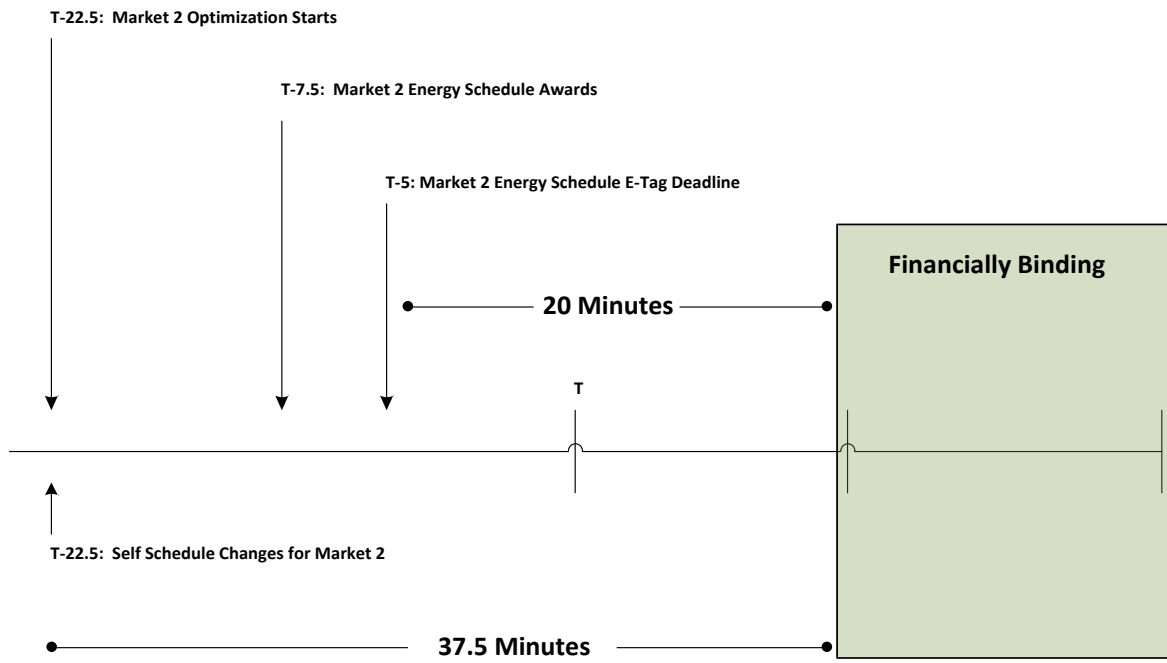 T-22.5: Market 2 Optimization Starts
T-7.5: Market 2 Energy Schedule Awards
T-5: Market 2 Energy Schedule E-Tag Deadline
Financially Binding
20 Minutes
T
T-22.5: Self Schedule Changes for Market 2
37.5 Minutes